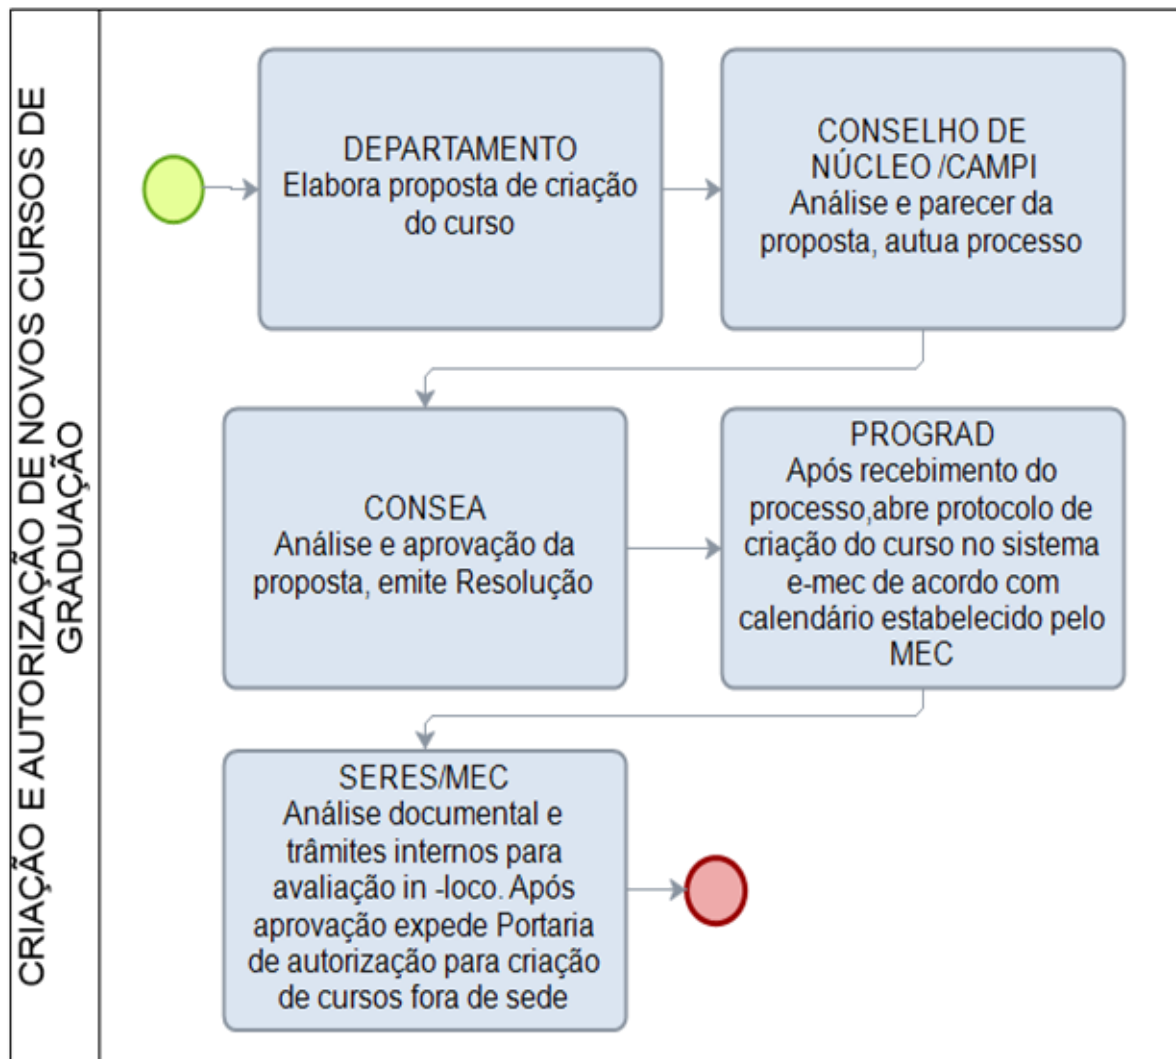 CRIAÇÃO E AUTORIZAÇÃO DE NOVOS CURSOS DE
GRADUAÇÃO
DEPARTAMENTO
Elabora proposta de criação
do curso
CONSELHO DE
NÚCLEO /CAMPI
Análise e parecer da
proposta, autua processo
CONSEA
Análise e aprovação da
proposta, emite Resolução
PROGRAD
Após recebimento do
processo,abre protocolo de
criação do curso no sistema
e-mec de acordo com
calendário estabelecido pelo
MEC
SERES/MEC
Análise documental e
trâmites internos para
avaliação in -loco. Após
aprovação expede Portaria
de autorização para criação
de cursos fora de sede